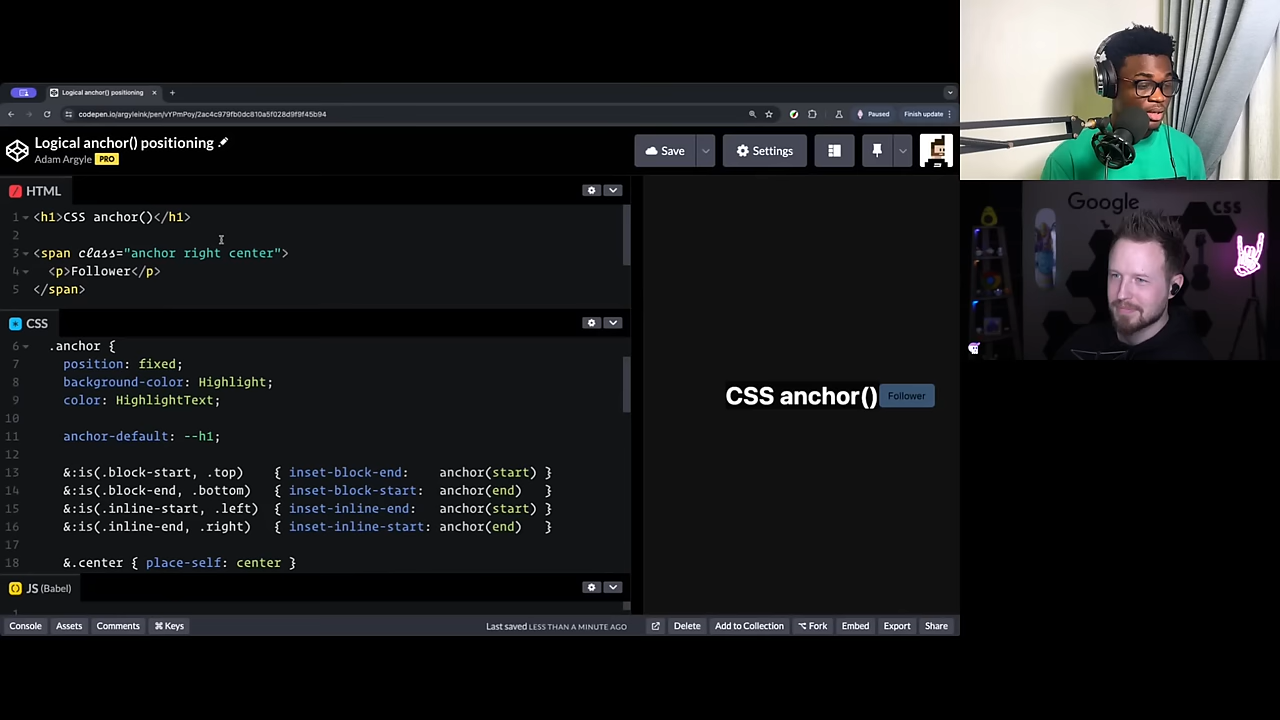 Logical anchor() positioning
codepen.io/argyleink/pen/vYPmPoy/2ac4c979fb0dc810a5f028d9f9f45b94
Paused
Finish update
Logical anchor() positioning
Adam Argyle PRO
Save
Settings
HTML
1 <h1>CSS anchor()</h1>
2
3 <span class="anchor right center">
4 <p>Follower</p>
5 </span>
CSS
6 .anchor {
7 position: fixed;
8 background-color: Highlight;
9 color: HighlightText;
10
11 anchor-default: --h1;
12
13 &:is(.block-start, .top) { inset-block-end: anchor(start) }
14 &:is(.block-end, .bottom) { inset-block-start: anchor(end) }
15 &:is(.inline-start, .left) { inset-inline-end: anchor(start) }
16 &:is(.inline-end, .right) { inset-inline-start: anchor(end) }
17
18 &.center { place-self: center }
JS (Babel)
1
CSS anchor()
Follower
Console
Assets
Comments
⌘ Keys
Last saved LESS THAN A MINUTE AGO
Delete
Add to Collection
⌥ Fork
Embed
Export
Share
Google
CSS